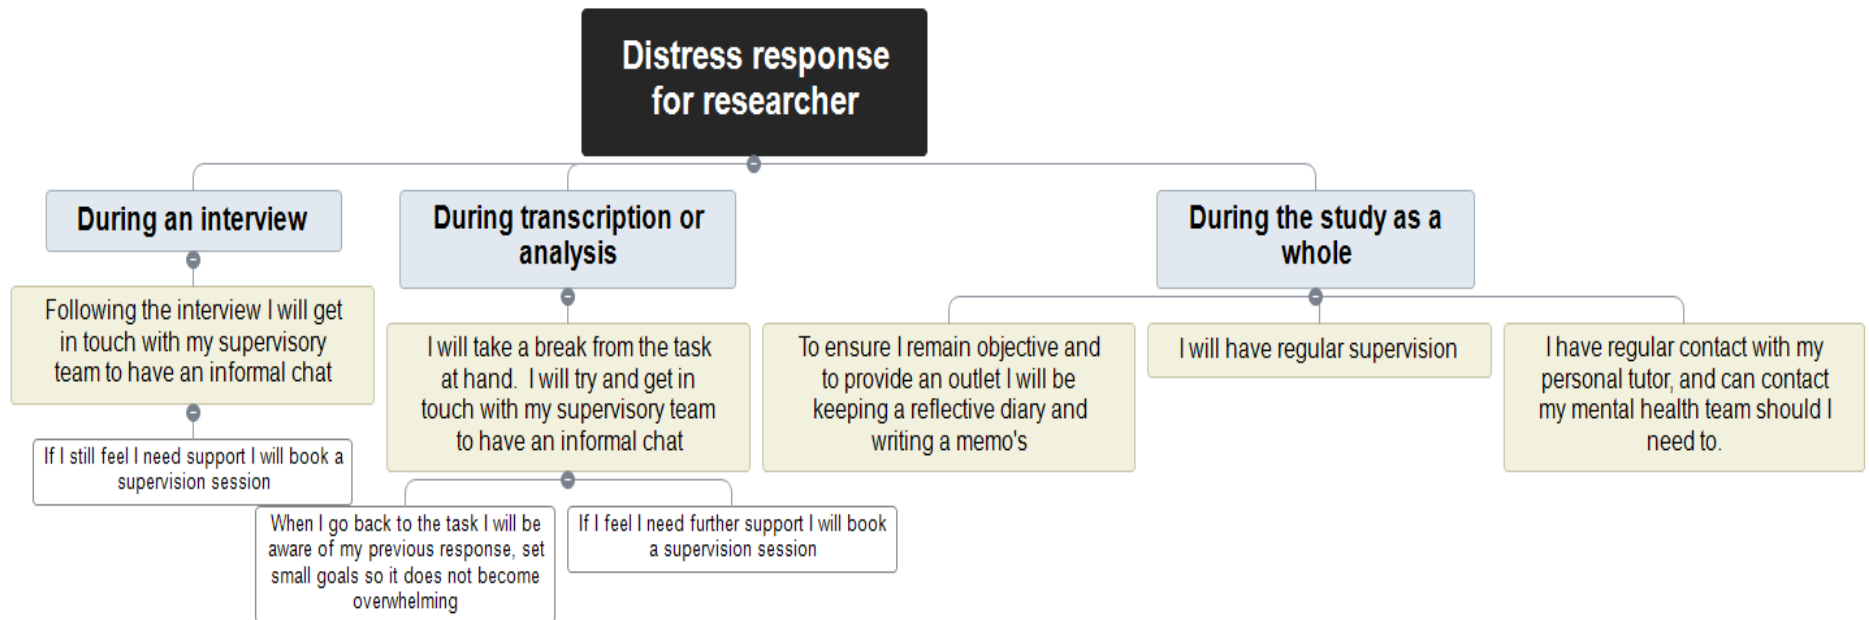 Distress response
for researcher
During an interview
Following the interview I will get
in touch with my supervisory
team to have an informal chat
If I still feel I need support I will book a
supervision session
During transcription or
analysis
I will take a break from the task
at hand.  I will try and get in
touch with my supervisory team
to have an informal chat
When I go back to the task I will be
aware of my previous response, set
small goals so it does not become
overwhelming
If I feel I need further support I will book
a supervision session
During the study as a
whole
To ensure I remain objective and
to provide an outlet I will be
keeping a reflective diary and
writing a memo's
I will have regular supervision
I have regular contact with my
personal tutor, and can contact
my mental health team should I
need to.